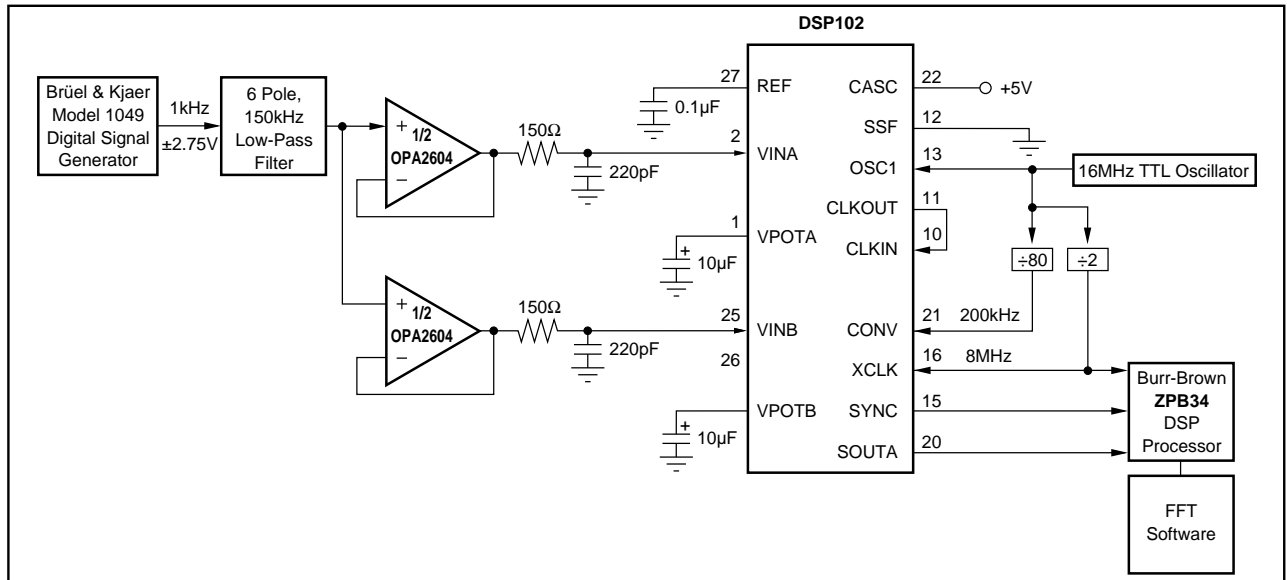 DSP102
Brüel & Kjaer
Model 1049
Digital Signal
Generator
1kHz
±2.75V
6 Pole,
150kHz
Low-Pass
Filter
+
1/2
OPA2604
–
150Ω
220pF
+
1/2
OPA2604
–
150Ω
220pF
0.1µF
+
10µF
+
10µF
27 REF
2 VINA
1 VPOTA
25 VINB
26
VPOTB
CASC 22
+5V
SSF 12
OSC1 13
16MHz TTL Oscillator
CLKOUT 11
CLKIN 10
÷80
÷2
CONV 21 200kHz
XCLK 16 8MHz
SYNC 15
SOUTA 20
Burr-Brown
ZPB34
DSP
Processor
FFT
Software